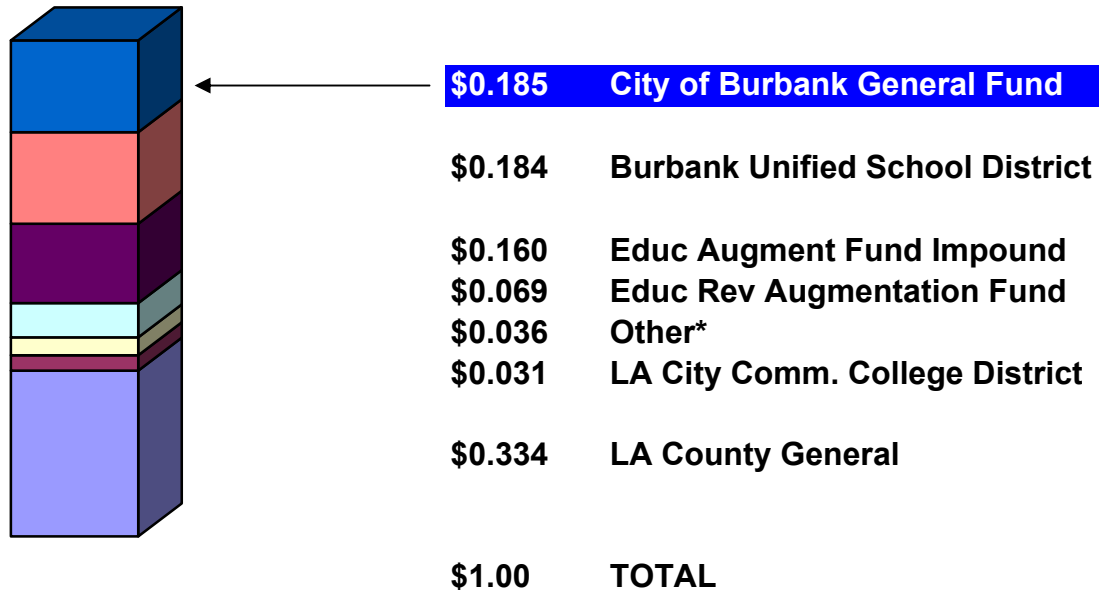 $0.185 City of Burbank General Fund
$0.184 Burbank Unified School District
$0.160 Educ Augment Fund Impound
$0.069 Educ Rev Augmentation Fund
$0.036 Other*
$0.031 LA City Comm. College District
$0.334 LA County General
$1.00 TOTAL